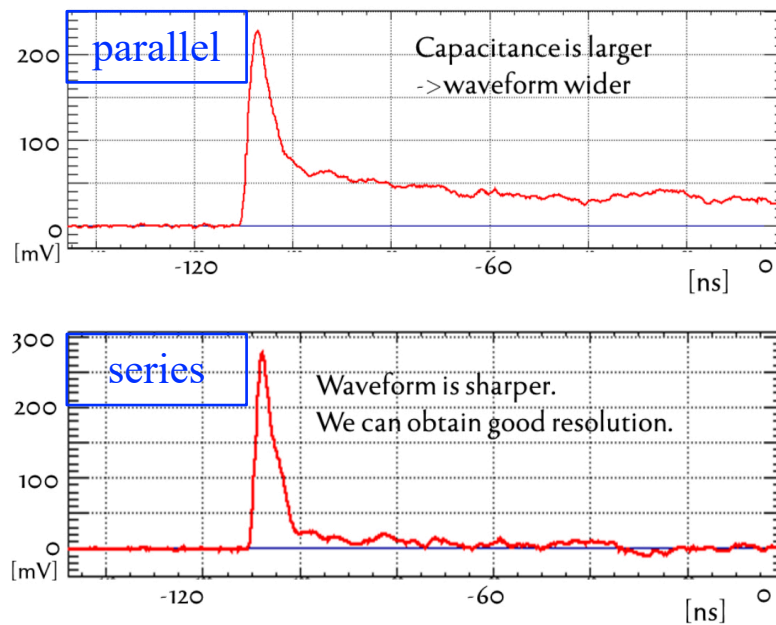 parallel
Capacitance is larger
->waveform wider
200
100
0
[mV]
-120
-60
0
[ns]
series
Waveform is sharper.
We can obtain good resolution.
300
200
100
0
[mV]
-120
-60
0
[ns]